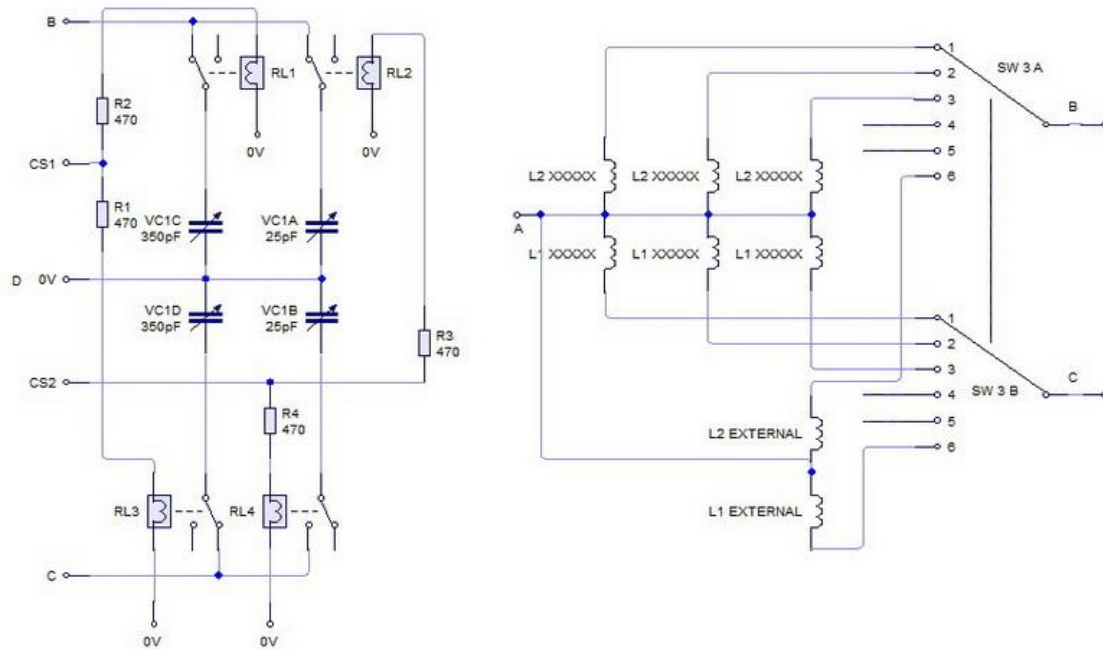 B
RL1
RL2
R2
470
0V
0V
CS1
R1
470
VC1C
350pF
VC1A
25pF
D
0V
VC1D
350pF
VC1B
25pF
R3
470
CS2
R4
470
RL3
RL4
C
0V
0V
1
2
3
4
5
6
SW 3 A
B
L2 XXXXX
L2 XXXXX
L2 XXXXX
A
L1 XXXXX
L1 XXXXX
L1 XXXXX
1
2
3
4
5
6
SW 3 B
C
L2 EXTERNAL
L1 EXTERNAL